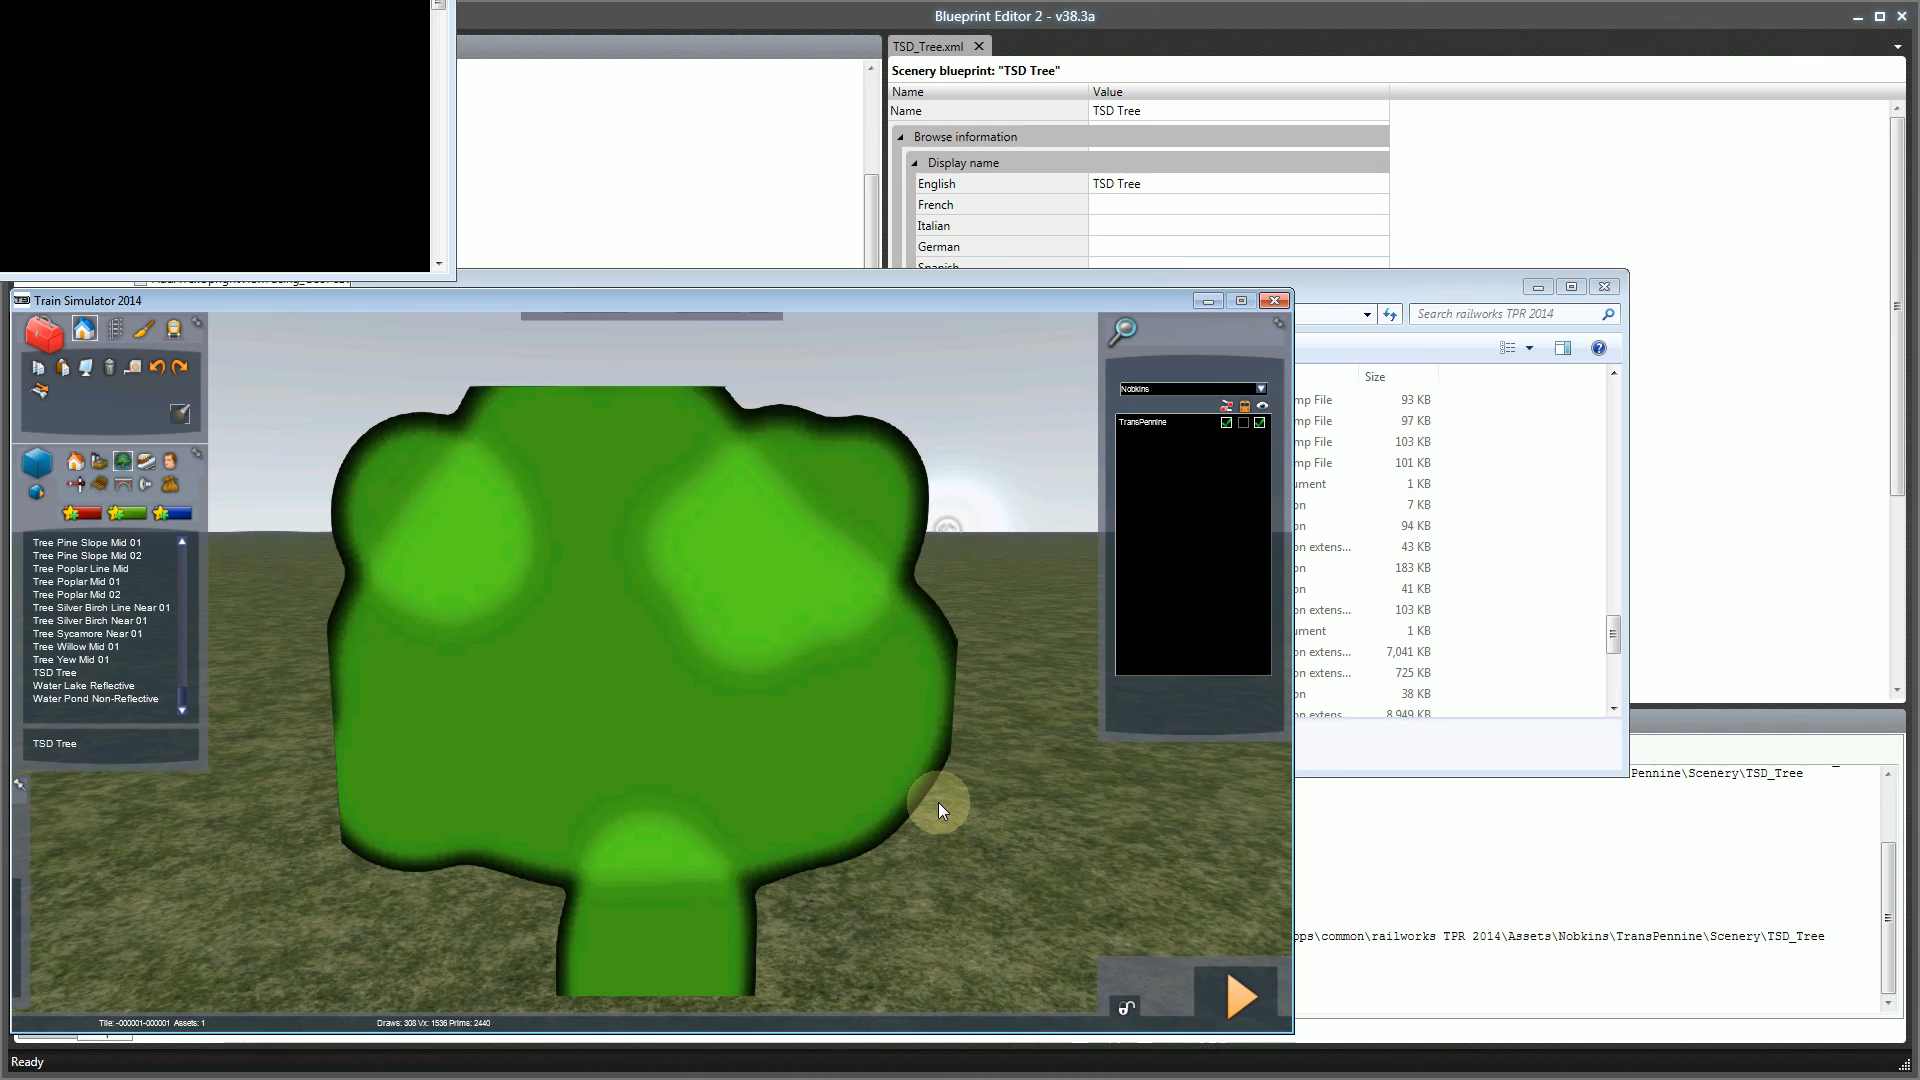 Blueprint Editor 2 - v38.3a
TSD_Tree.xml
Scenery blueprint: "TSD Tree"
Name
Value
Name
TSD Tree
Browse information
Display name
English
TSD Tree
French
Italian
German
Spanish
Train Simulator 2014
Search railworks TPR 2014
Size
mp File
93 KB
mp File
97 KB
mp File
103 KB
mp File
101 KB
ument
1 KB
on
7 KB
on
94 KB
on extens...
43 KB
on
183 KB
on
41 KB
on extens...
103 KB
ument
1 KB
on extens...
7,041 KB
on extens...
725 KB
on
38 KB
on extens
8,949 KB
Nobkins
TransPennine
Tree Pine Slope Mid 01
Tree Pine Slope Mid 02
Tree Poplar Line Mid
Tree Poplar Mid 01
Tree Poplar Mid 02
Tree Silver Birch Line Near 01
Tree Silver Birch Near 01
Tree Sycamore Near 01
Tree Willow Mid 01
Tree Yew Mid 01
TSD Tree
Water Lake Reflective
Water Pond Non-Reflective
TSD Tree
Pennine\Scenery\TSD_Tree
pps\common\railworks TPR 2014\Assets\Nobkins\TransPennine\Scenery\TSD_Tree
Tile: -000001-000001 Assets: 1
Draws: 308 Vx: 1536 Prims: 2440
Ready